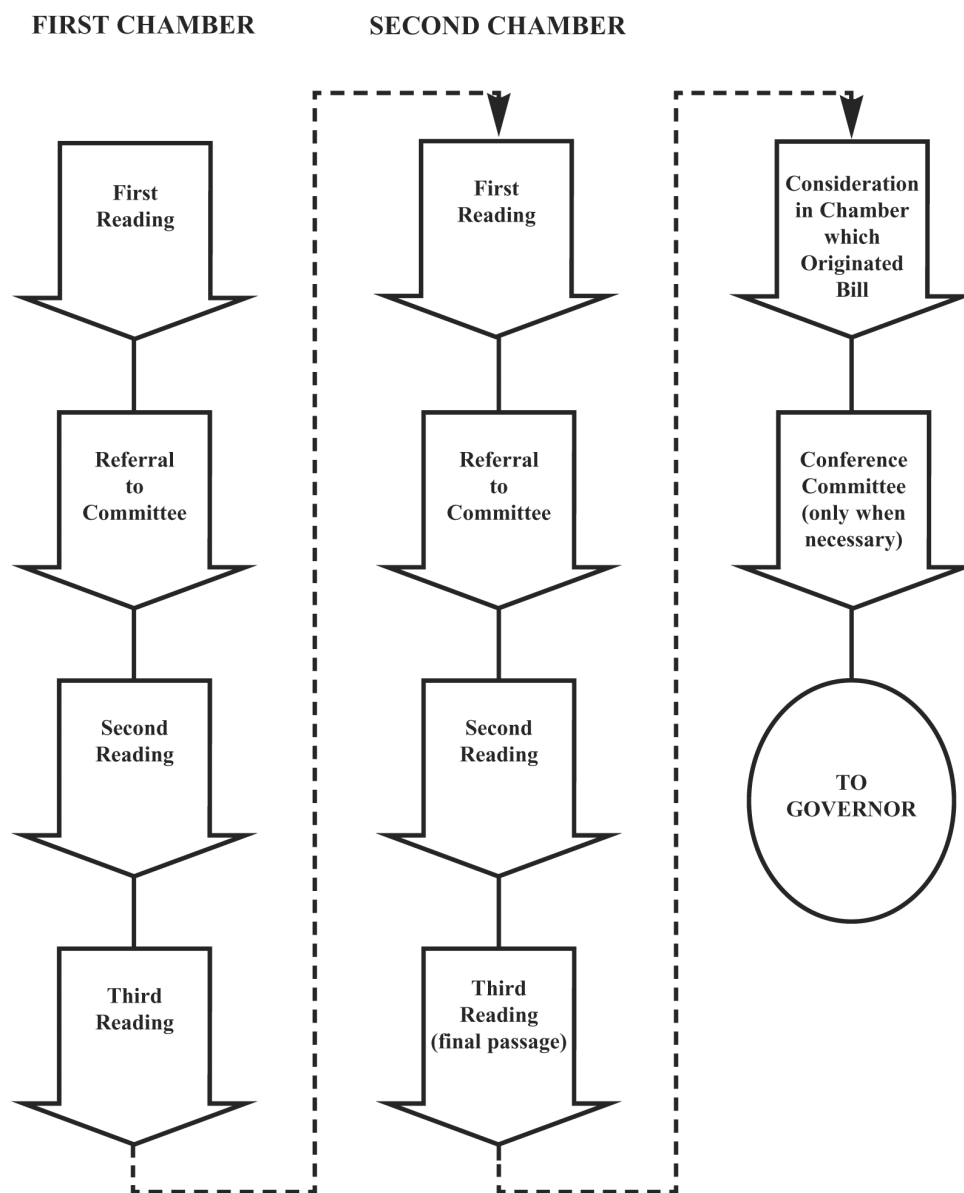 FIRST CHAMBER
First
Reading
Referral
to
Committee
Second
Reading
Third
Reading
SECOND CHAMBER
First
Reading
Referral
to
Committee
Second
Reading
Third
Reading
(final passage)
Consideration
in Chamber
which
Originated
Bill
Conference
Committee
(only when
necessary)
TO
GOVERNOR